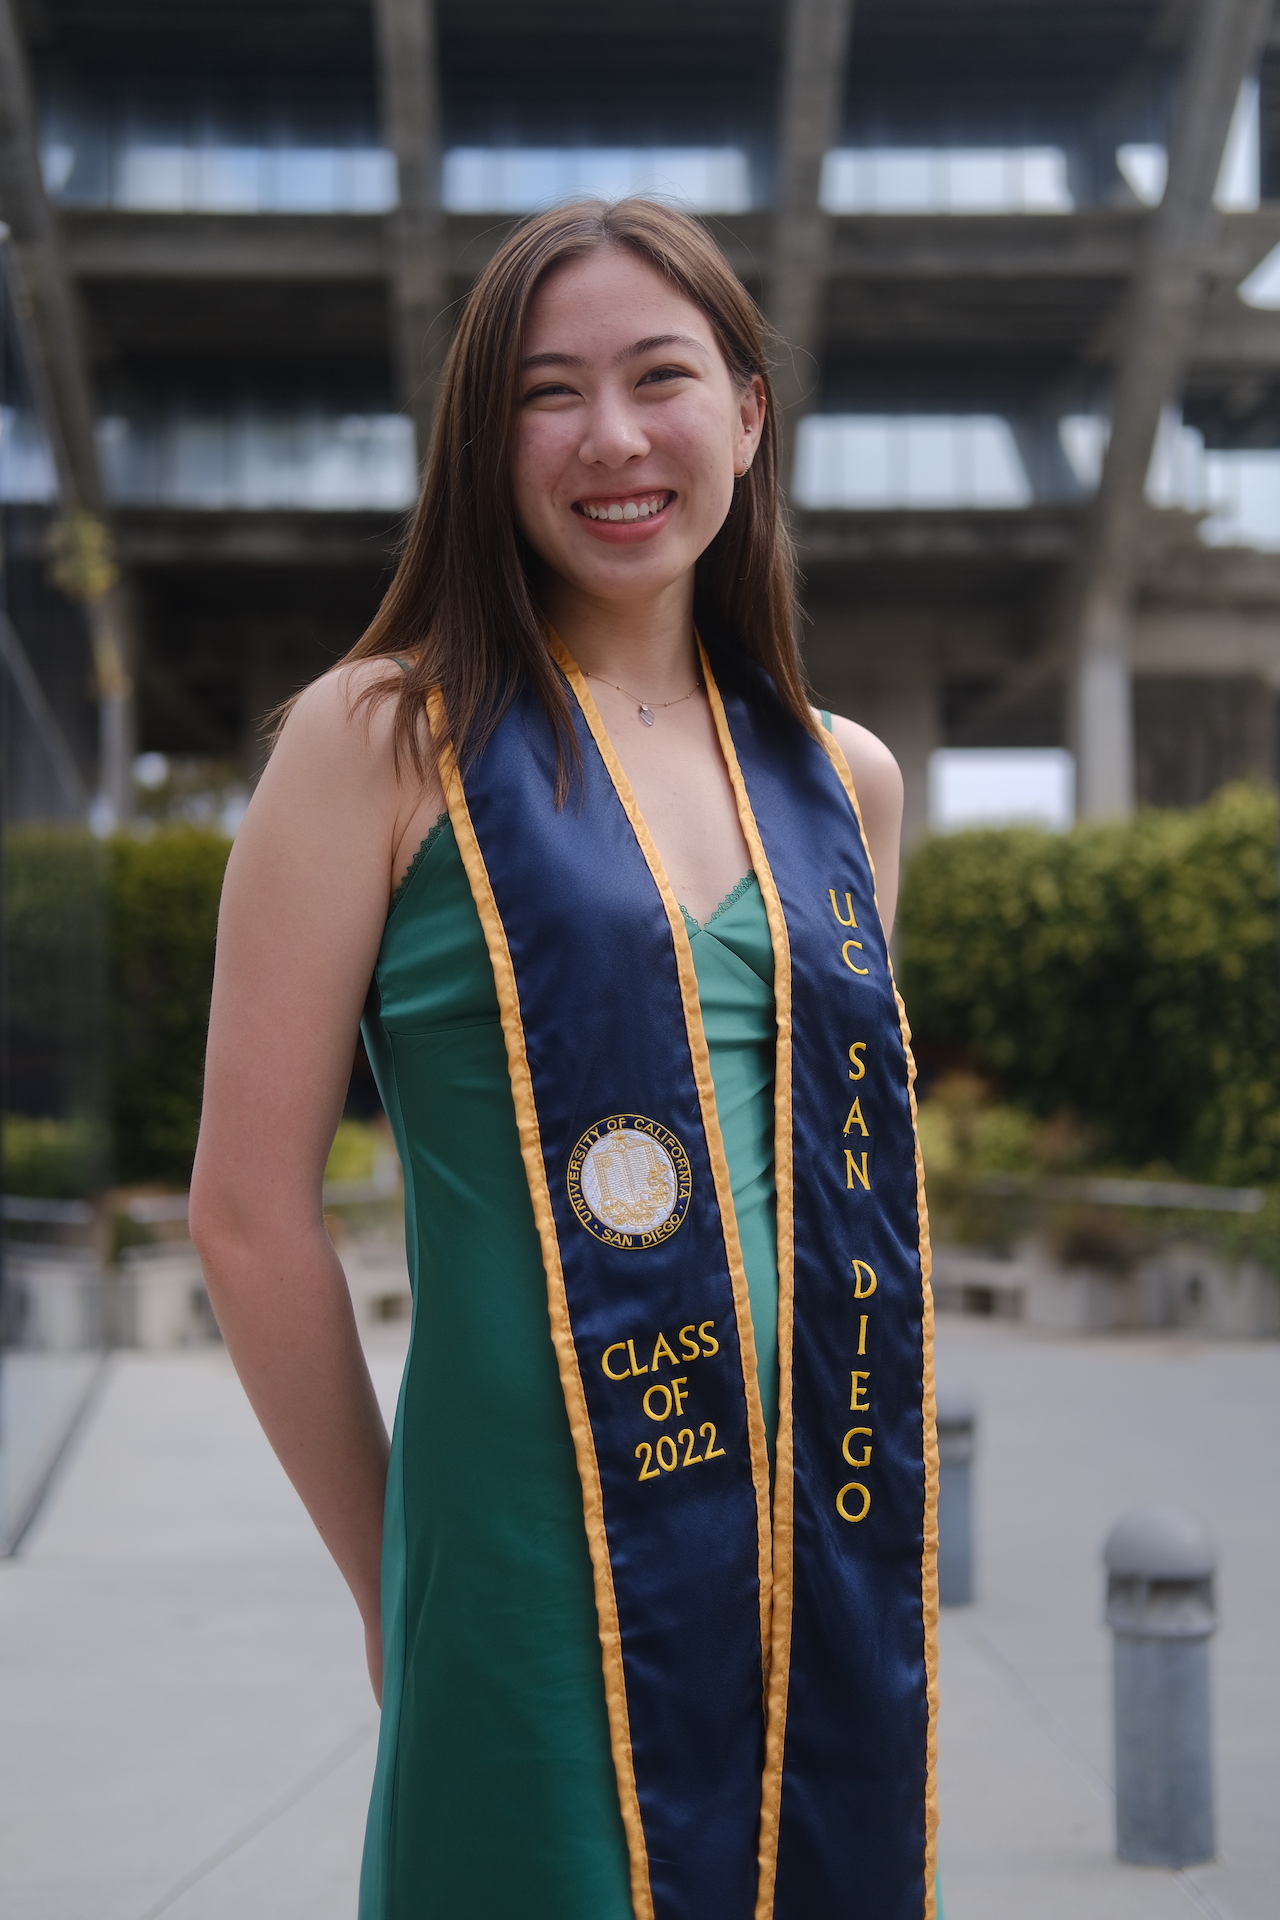 UNIVERSITY OF CALIFORNIA
· SAN DIEGO ·
CLASS
OF
2022
UC SAN DIEGO